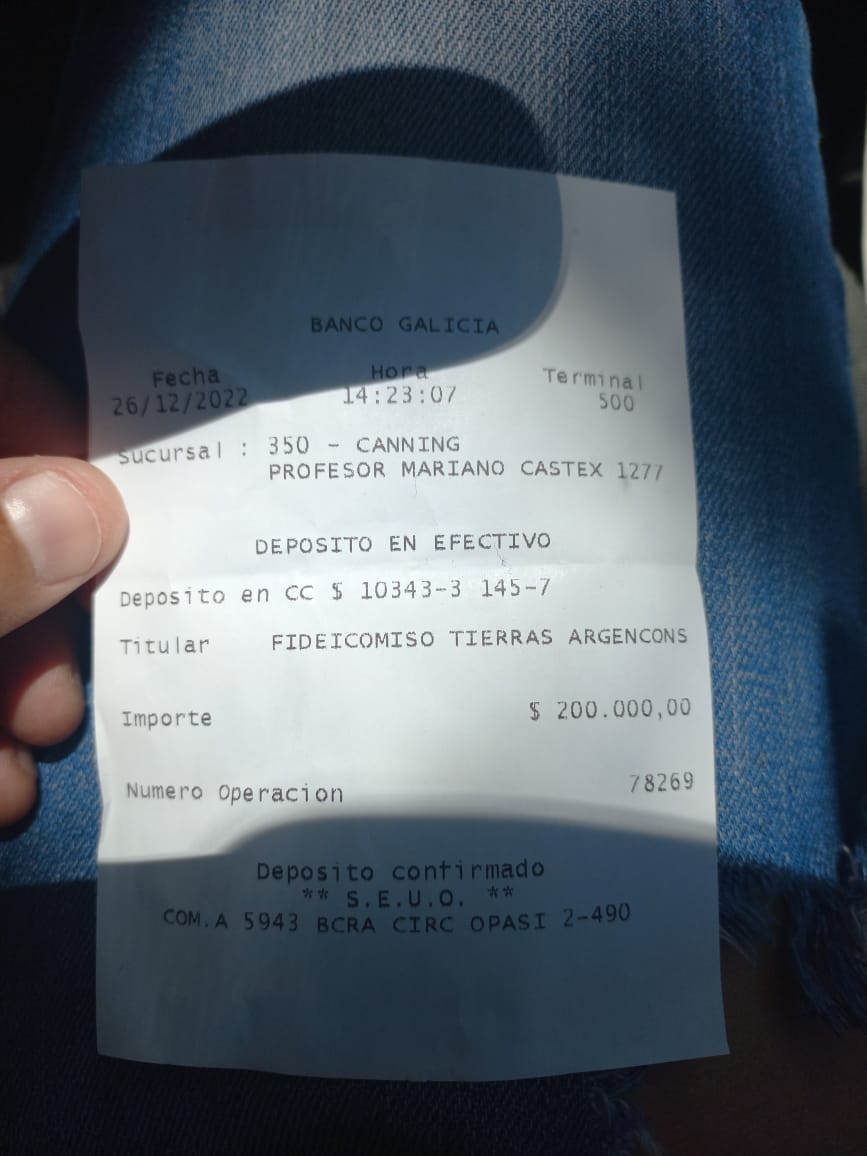 BANCO GALICIA
Fecha Hora Terminal
26/12/2022 14:23:07 500
Sucursal : 350 - CANNING
PROFESOR MARIANO CASTEX 1277
DEPOSITO EN EFECTIVO
Deposito en CC $ 10343-3 145-7
Titular FIDEICOMISO TIERRAS ARGENCONS
Importe $ 200.000,00
Numero Operacion 78269
Deposito confirmado
** S.E.U.O. **
COM.A 5943 BCRA CIRC OPASI 2-490